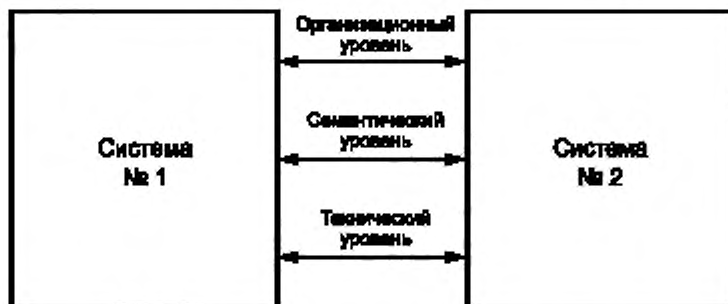 Организационный
уровень
Семантический
уровень
Система
№ 1
Система
№ 2
Технический
уровень